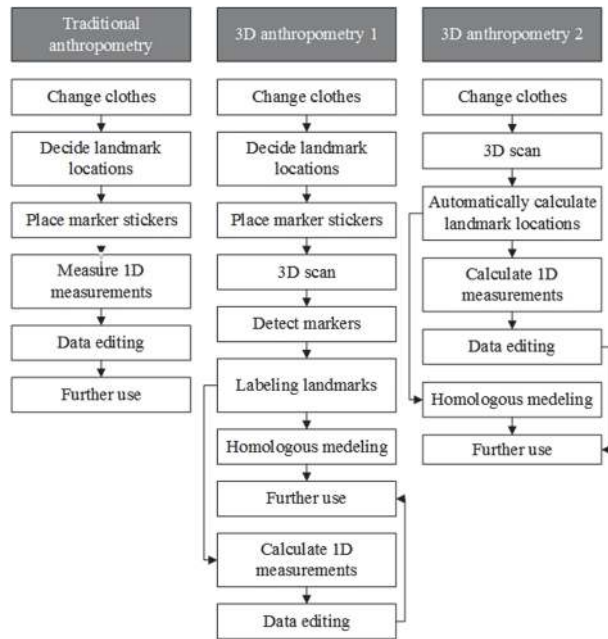 Traditional
anthropometry
Change clothes
Decide landmark
locations
Place marker stickers
Measure 1D
measurements
Data editing
Further use
3D anthropometry 1
Change clothes
Decide landmark
locations
Place marker stickers
3D scan
Detect markers
Labeling landmarks
Homologous medeling
Further use
Calculate 1D
measurements
Data editing
3D anthropometry 2
Change clothes
3D scan
Automatically calculate
landmark locations
Calculate 1D
measurements
Data editing
Homologous medeling
Further use